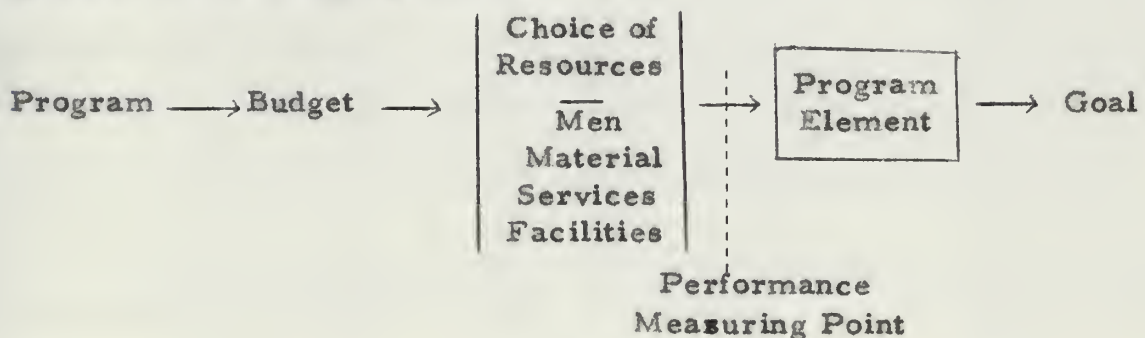 Program → Budget →
Choice of
Resources
Men
Material
Services
Facilities
→
Program
Element
→ Goal
Performance
Measuring Point